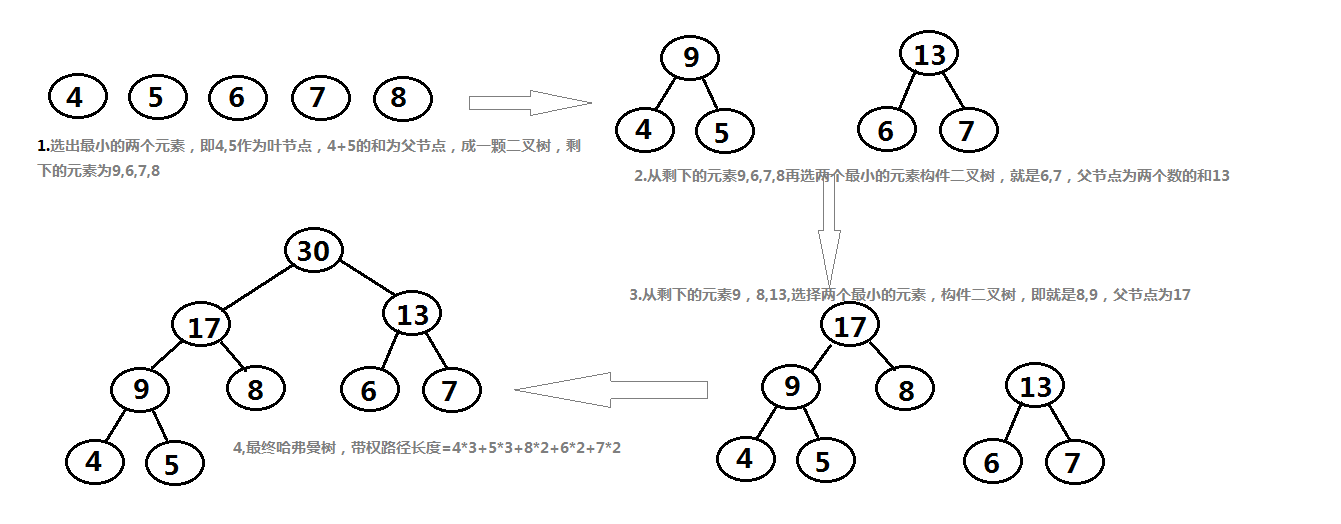 4 5 6 7 8
1.选出最小的两个元素，即4,5作为叶节点，4+5的和为父节点，成一颗二叉树，剩
下的元素为9,6,7,8
9 13
4 5 6 7
2.从剩下的元素9,6,7,8再选两个最小的元素构件二叉树，就是6,7，父节点为两个数的和13
3.从剩下的元素9，8,13,选择两个最小的元素，构件二叉树，即就是8,9，父节点为17
17
9 8 13
4 5 6 7
30
17 13
9 8 6 7
4 5
4,最终哈弗曼树，带权路径长度=4*3+5*3+8*2+6*2+7*2